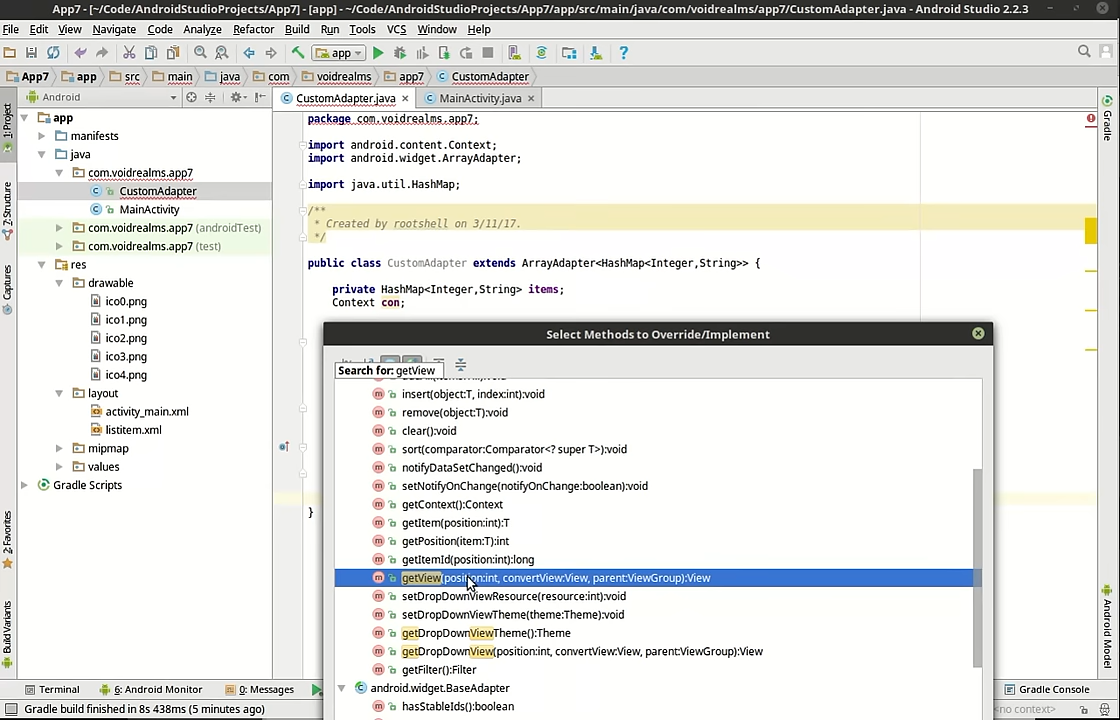 App7 - [~/Code/AndroidStudioProjects/App7] - [app] - ~/Code/AndroidStudioProjects/App7/app/src/main/java/com/voidrealms/app7/CustomAdapter.java - Android Studio 2.2.3
File Edit View Navigate Code Analyze Refactor Build Run Tools VCS Window Help
app
App7 app src main java com voidrealms app7 CustomAdapter
Android
CustomAdapter.java MainActivity.java
1: Project
7: Structure
Captures
2: Favorites
Build Variants
app
manifests
java
com.voidrealms.app7
CustomAdapter
MainActivity
com.voidrealms.app7 (androidTest)
com.voidrealms.app7 (test)
res
drawable
ico0.png
ico1.png
ico2.png
ico3.png
ico4.png
layout
activity_main.xml
listitem.xml
mipmap
values
Gradle Scripts
package com.voidrealms.app7;
import android.content.Context;
import android.widget.ArrayAdapter;
import java.util.HashMap;
/**
* Created by rootshell on 3/11/17.
*/
public class CustomAdapter extends ArrayAdapter<HashMap<Integer,String>> {
private HashMap<Integer,String> items;
Context con;
}
Select Methods to Override/Implement
Search for: getView
insert(object:T, index:int):void
remove(object:T):void
clear():void
sort(comparator:Comparator<? super T>):void
notifyDataSetChanged():void
setNotifyOnChange(notifyOnChange:boolean):void
getContext():Context
getItem(position:int):T
getPosition(item:T):int
getItemId(position:int):long
getView(position:int, convertView:View, parent:ViewGroup):View
setDropDownViewResource(resource:int):void
setDropDownViewTheme(theme:Theme):void
getDropDownViewTheme():Theme
getDropDownView(position:int, convertView:View, parent:ViewGroup):View
getFilter():Filter
android.widget.BaseAdapter
hasStableIds():boolean
Gradle
Android Model
Terminal 6: Android Monitor 0: Messages Gradle Console
Gradle build finished in 8s 438ms (5 minutes ago) <no context>